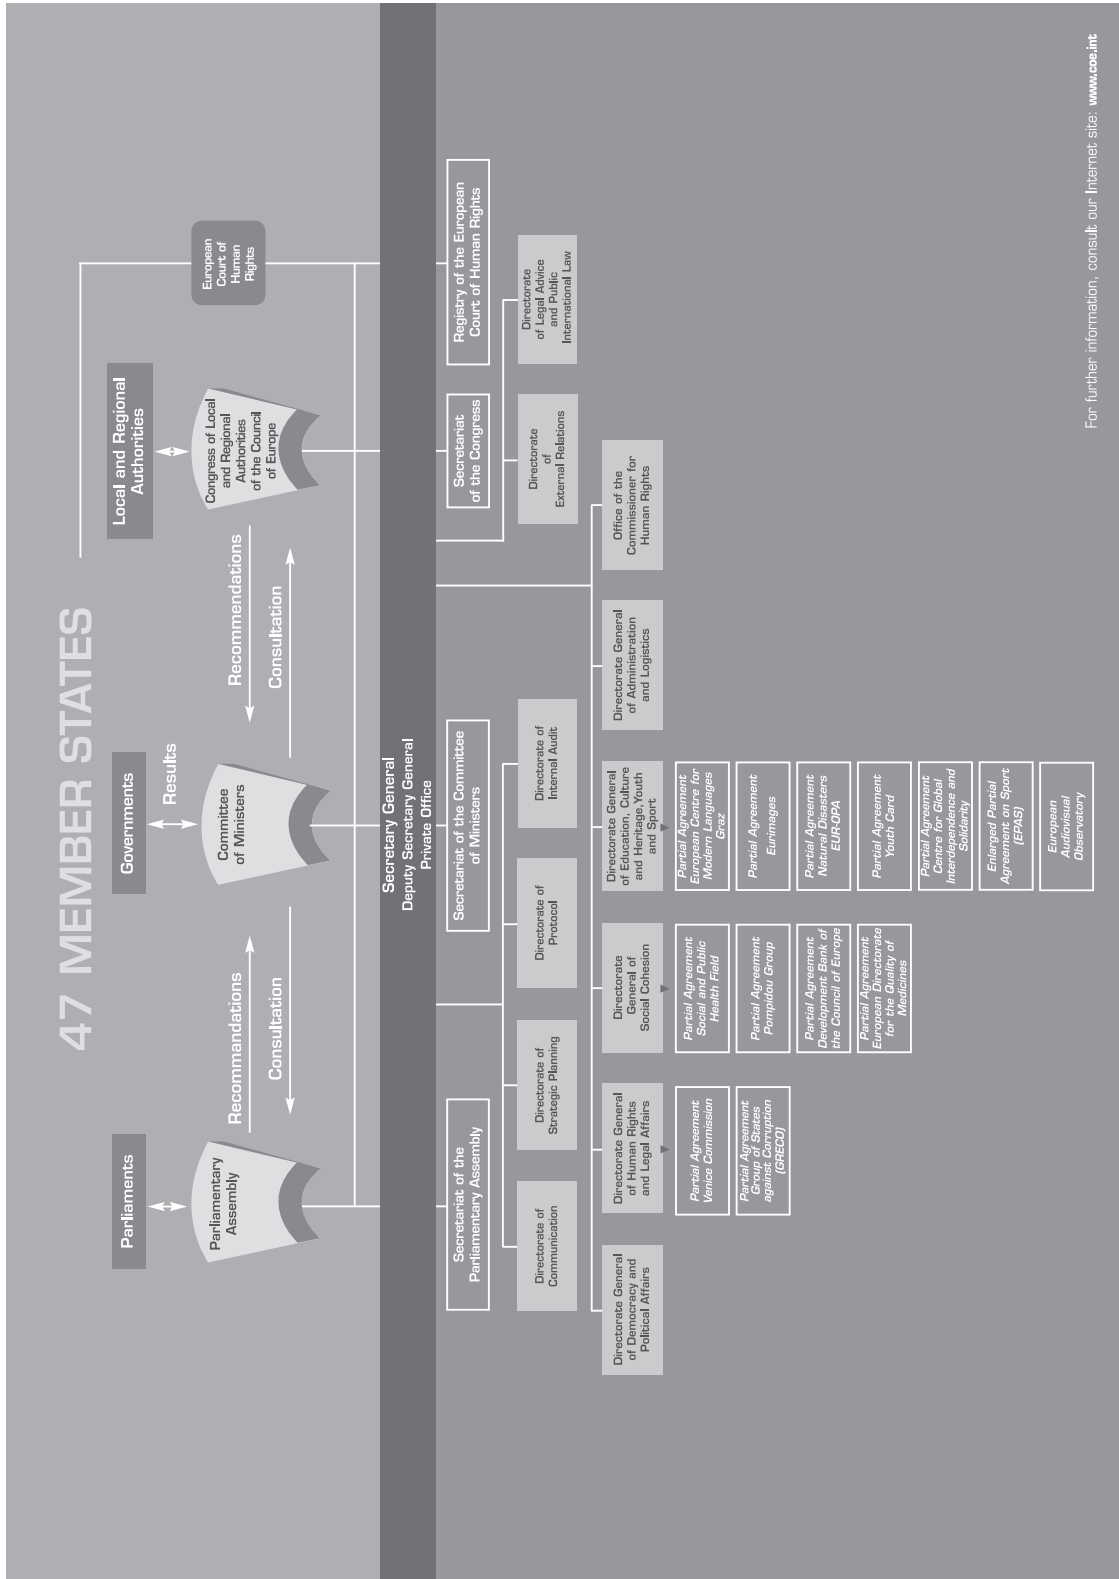 47 MEMBER STATES
Parliaments
Governments
Results
Local and Regional
Authorities
Parliamentary
Assembly
Recommandations
Consultation
Committee
of Ministers
Recommendations
Consultation
Congress of Local
and Regional
Authorities
of the Council
of Europe
European
Court of
Human
Rights
Secretary General
Deputy Secretary General
Private Office
Secretariat of the
Parliamentary Assembly
Secretariat of the Committee
of Ministers
Secretariat
of the Congress
Registry of the European
Court of Human Rights
Directorate of
Communication
Directorate of
Strategic Planning
Directorate of
Protocol
Directorate of
Internal Audit
Directorate
of
External Relations
Directorate
of Legal Advice
and Public
International Law
Directorate General
of Democracy and
Political Affairs
Directorate General
of Human Rights
and Legal Affairs
Directorate
General of
Social Cohesion
Directorate General
of Education, Culture
and Heritage,Youth
and Sport
Directorate General
of Administration
and Logistics
Office of the
Commissioner for
Human Rights
Partial Agreement
Venice Commission
Partial Agreement
Group of States
against Corruption
(GRECO)
Partial Agreement
Social and Public
Health Field
Partial Agreement
Pompidou Group
Partial Agreement
Development Bank of
the Council of Europe
Partial Agreement
European Directorate
for the Quality of
Medicines
Partial Agreement
European Centre for
Modern Languages
Graz
Partial Agreement
Eurimages
Partial Agreement
Natural Disasters
EUR-OPA
Partial Agreement
Youth Card
Partial Agreement
Centre for Global
Interdependence and
Solidarity
Enlarged Partial
Agreement on Sport
(EPAS)
European
Audiovisual
Observatory
For further information, consult our Internet site: www.coe.int